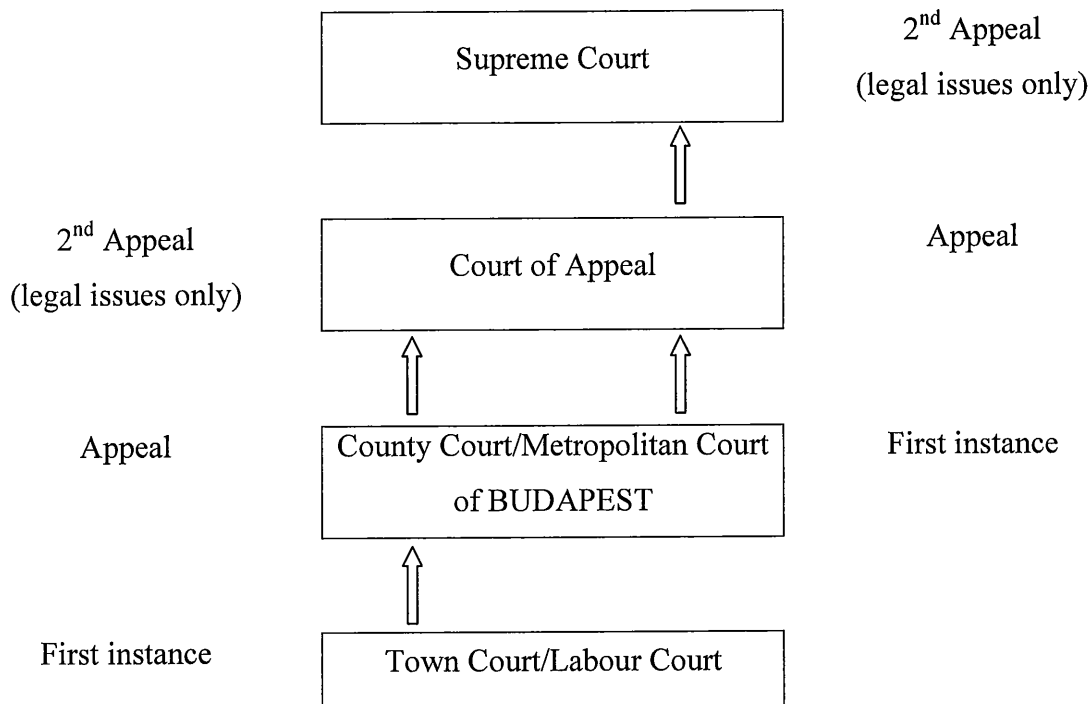 Supreme Court
2nd Appeal
(legal issues only)
2nd Appeal
(legal issues only)
Court of Appeal
Appeal
Appeal
County Court/Metropolitan Court
of BUDAPEST
First instance
First instance
Town Court/Labour Court